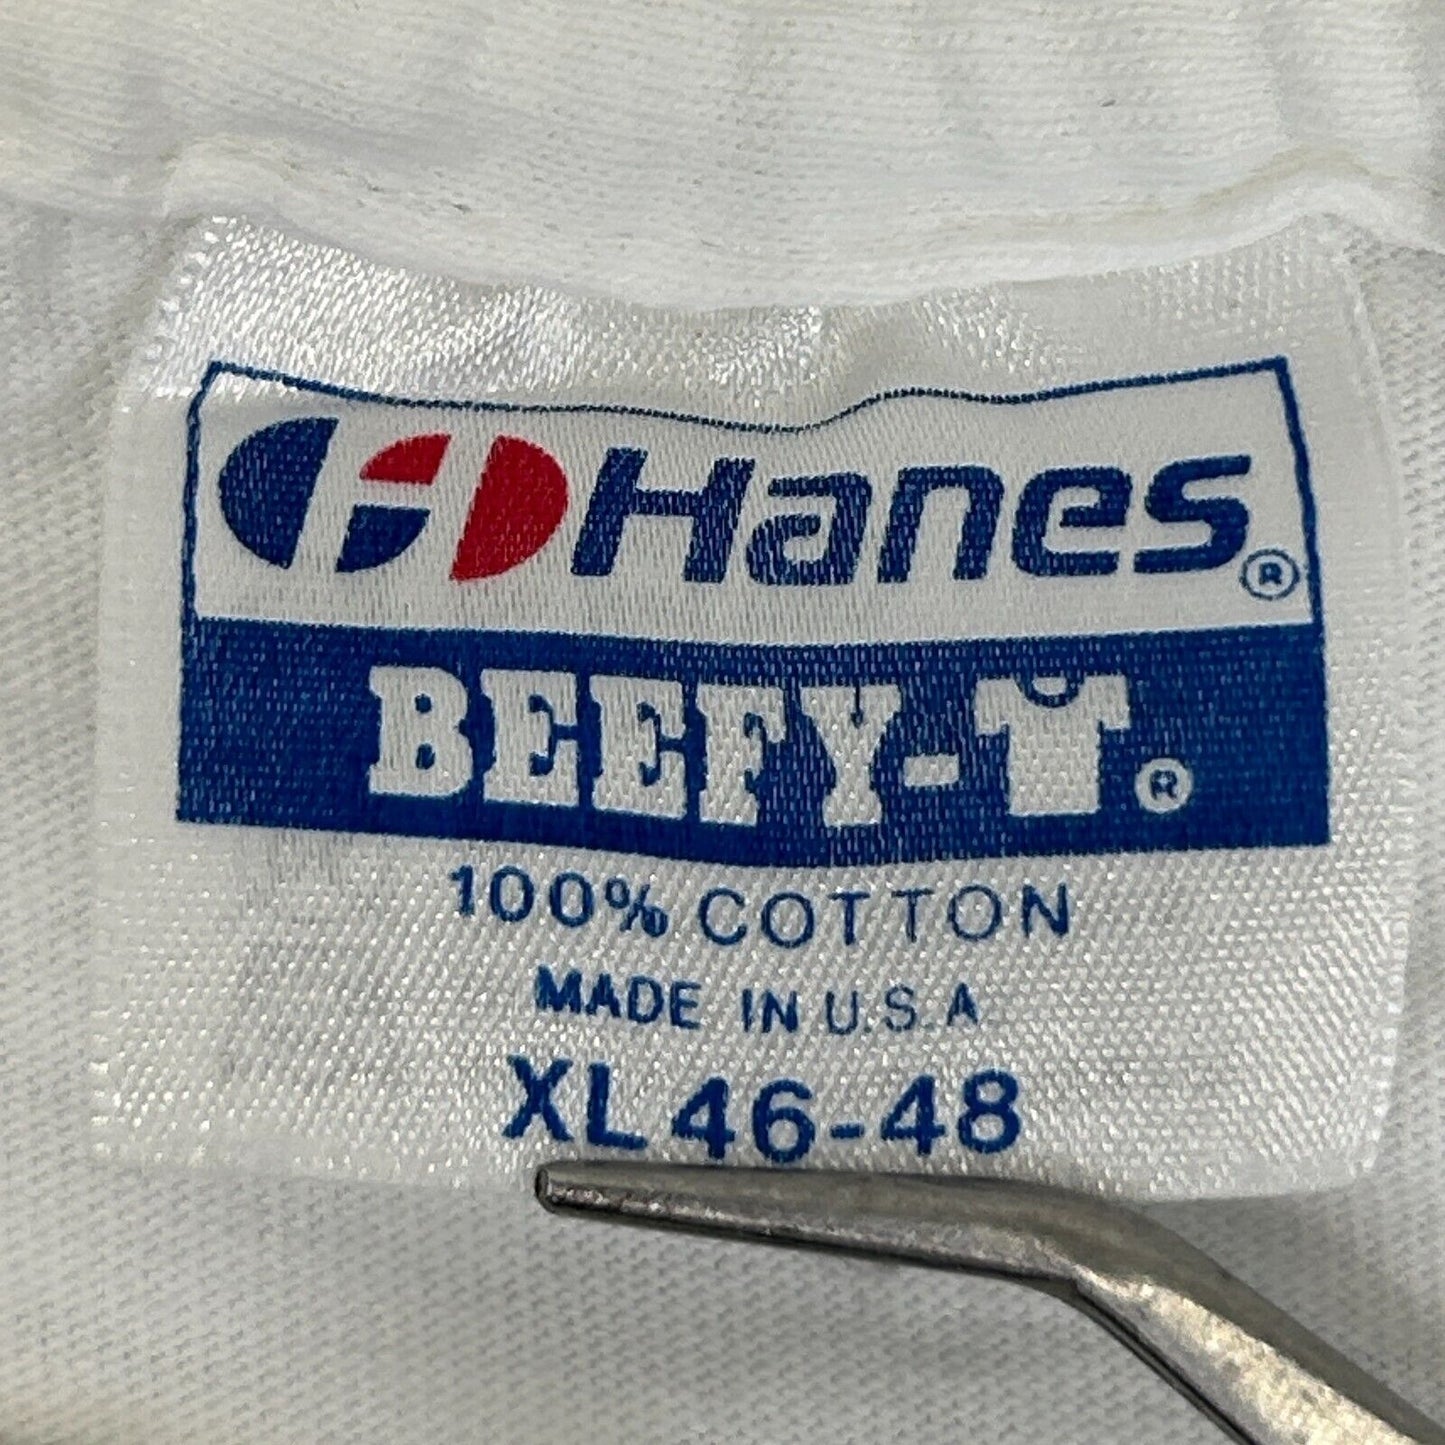 Hanes®
BEEFY-T®
100% COTTON
MADE IN U.S.A
XL 46-48